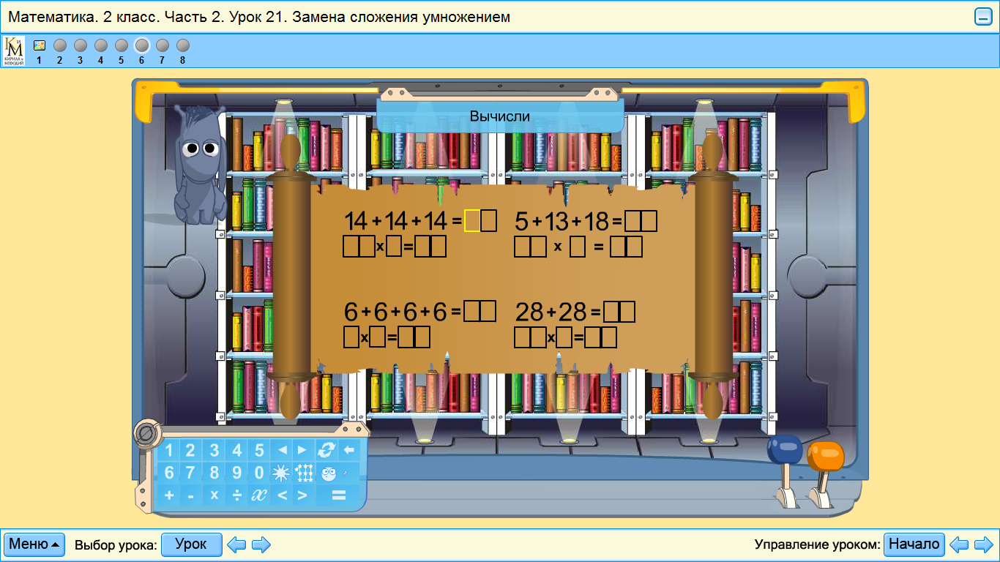 Математика. 2 класс. Часть 2. Урок 21. Замена сложения умножением
К и М
КИРИЛЛ и МЕФОДИЙ
1 2 3 4 5 6 7 8
Вычисли
14+14+14=
x =
5+13+18=
x =
6+6+6+6=
x =
28+28=
x =
1 2 3 4 5 ◄ ► ←
6 7 8 9 0
+ - x ÷ x < > =
Меню
Выбор урока:
Урок
Управление уроком:
Начало